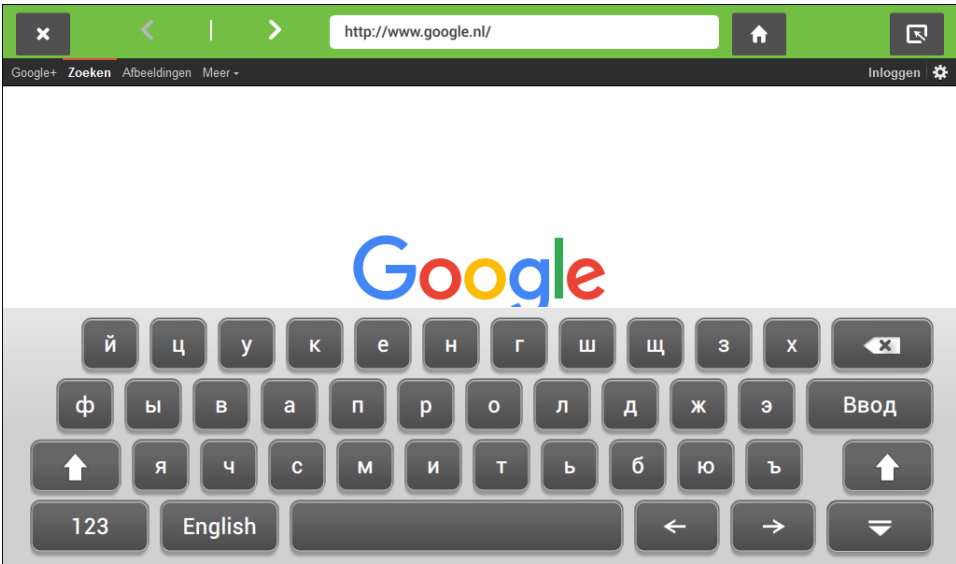 http://www.google.nl/
Google+ Zoeken Afbeeldingen Meer Inloggen
Google
й ц у к е н г ш щ з х
ф ы в а п р о л д ж э Ввод
я ч с м и т ь б ю ъ
123 English